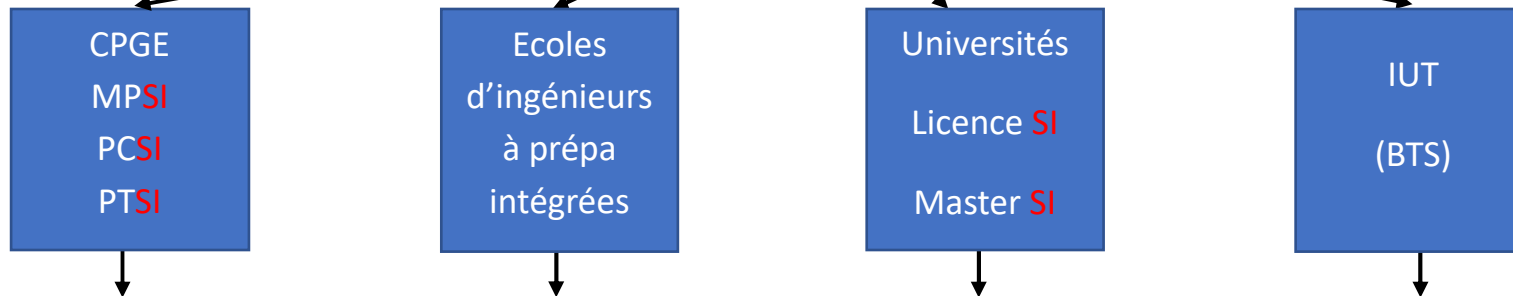 CPGE
MPSI
PCSI
PTSI
Ecoles
d'ingénieurs
à prépa
intégrées
Universités
Licence SI
Master SI
IUT
(BTS)